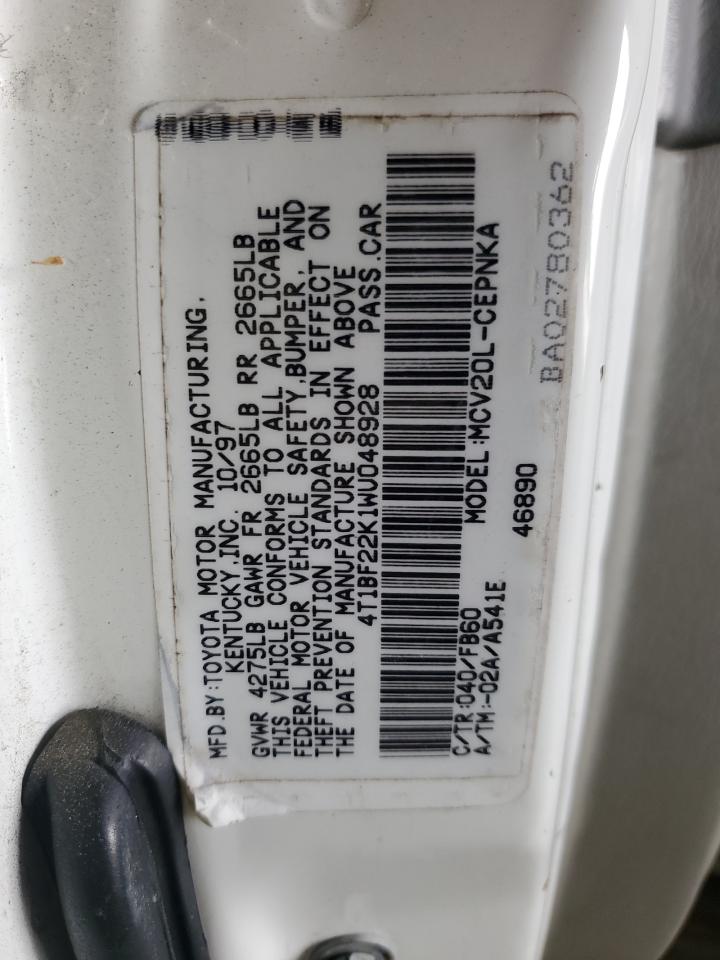 MFD.BY:TOYOTA MOTOR MANUFACTURING,
KENTUCKY,INC. 10/97
GVWR 4275LB GAWR FR 2665LB RR 2665LB
THIS VEHICLE CONFORMS TO ALL APPLICABLE
FEDERAL MOTOR VEHICLE SAFETY,BUMPER, AND
THEFT PREVENTION STANDARDS IN EFFECT ON
THE DATE OF MANUFACTURE SHOWN ABOVE
4T1BF22K1WU048928 PASS.CAR
C/TR:040/FB60 MODEL:MCV20L-CEPNKA
A/TM:-02A/A541E
46890
BA02780362